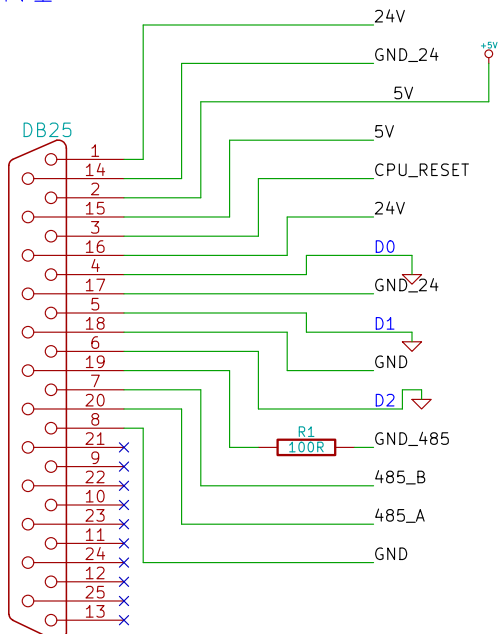 24V
GND_24
+5V
5V
DB25
5V
1
14
CPU_RESET
2
15
24V
3
16
D0
4
17
GND_24
5
18
D1
6
19
GND
7
20
D2
8
R1
100R
GND_485
21
9
22
485_B
10
23
485_A
11
24
GND
12
25
13